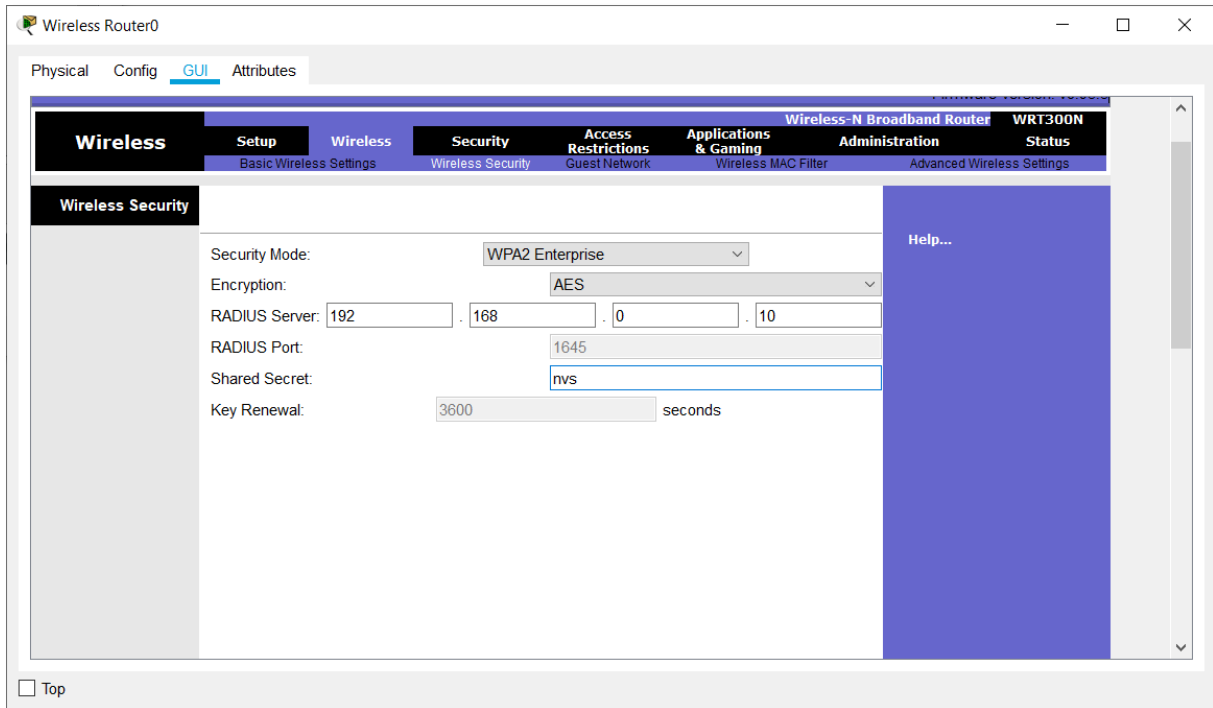 Wireless Router0
Physical Config GUI Attributes
Wireless-N Broadband Router WRT300N
Wireless Setup Wireless Security Access Restrictions Applications & Gaming Administration Status
Basic Wireless Settings Wireless Security Guest Network Wireless MAC Filter Advanced Wireless Settings
Wireless Security
Help...
Security Mode: WPA2 Enterprise
Encryption: AES
RADIUS Server: 192 . 168 . 0 . 10
RADIUS Port: 1645
Shared Secret: nvs
Key Renewal: 3600 seconds
Top